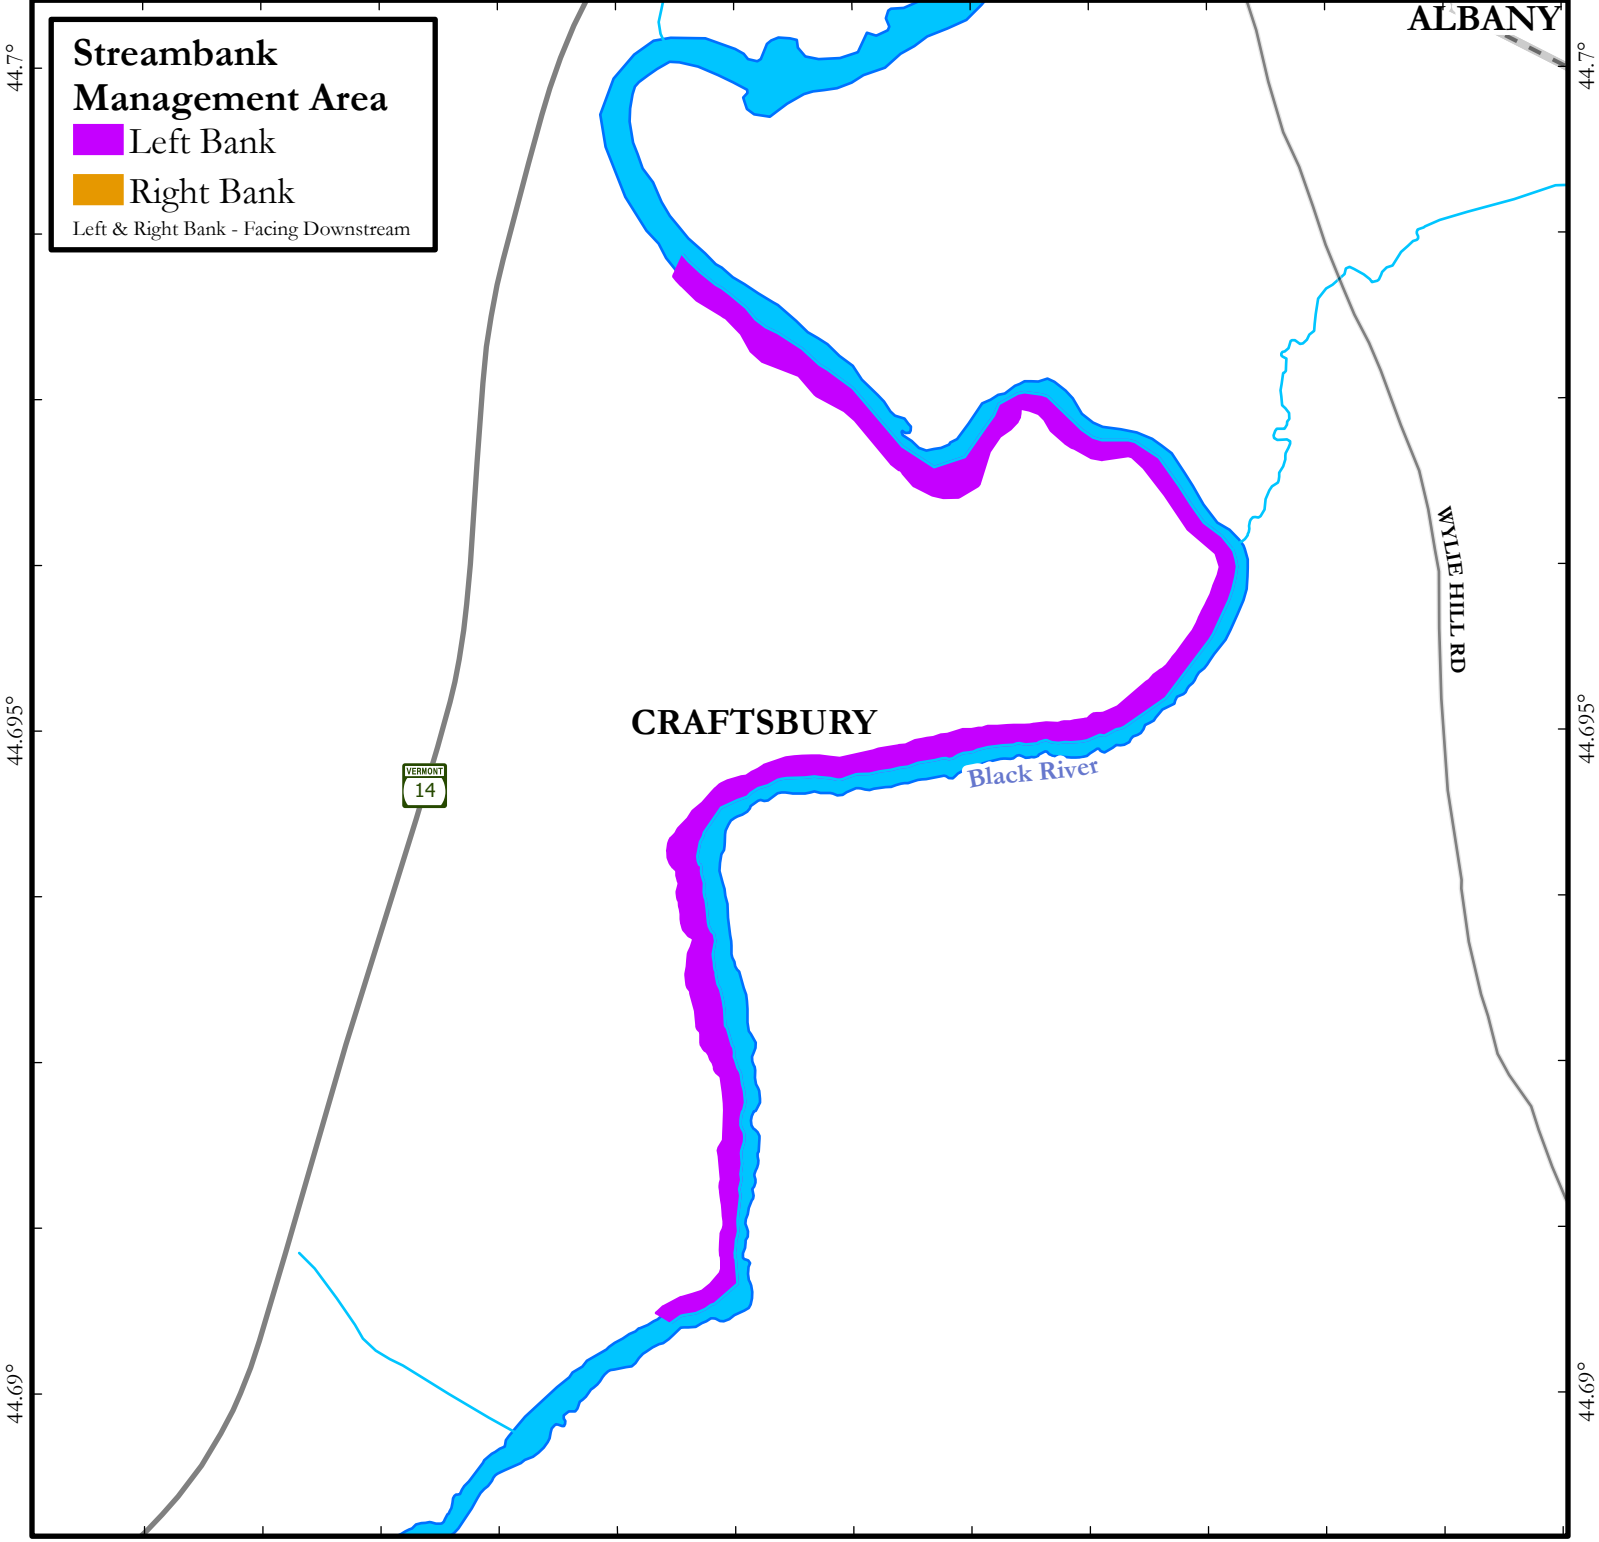 Streambank
Management Area
Left Bank
Right Bank
Left & Right Bank - Facing Downstream
ALBANY
44.7°
44.7°
WYLIE HILL RD
CRAFTSBURY
44.695°
44.695°
Black River
VERMONT
14
44.69°
44.69°